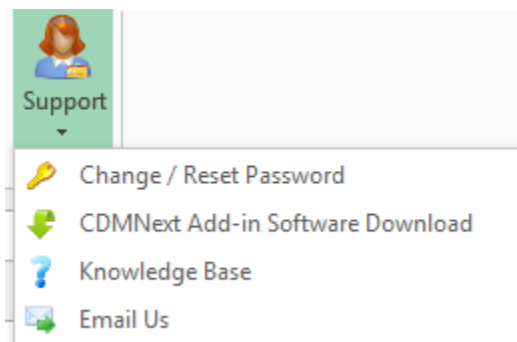 Support
Change / Reset Password
CDMNext Add-in Software Download
Knowledge Base
Email Us